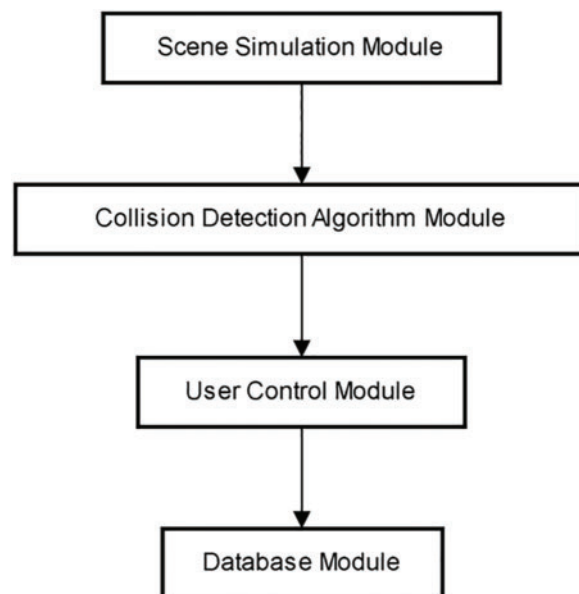 Scene Simulation Module
Collision Detection Algorithm Module
User Control Module
Database Module